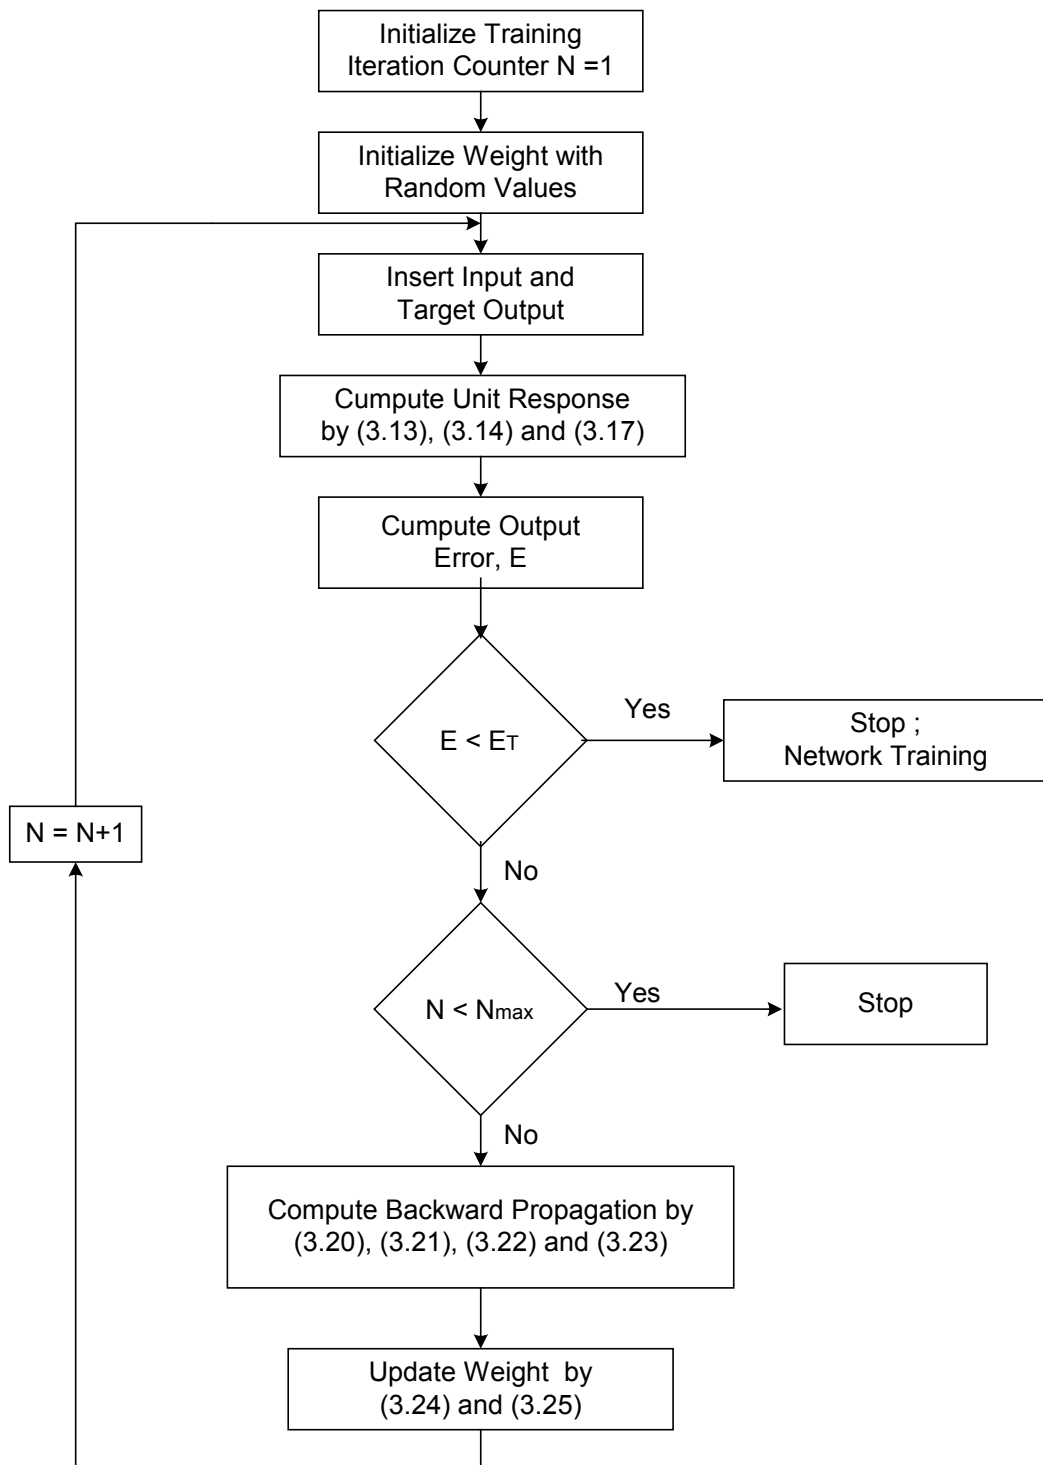 Initialize Training
Iteration Counter N =1
Initialize Weight with
Random Values
Insert Input and
Target Output
Cumpute Unit Response
by (3.13), (3.14) and (3.17)
Cumpute Output
Error, E
E < ET
Yes
Stop ;
Network Training
N = N+1
No
N < Nmax
Yes
Stop
No
Compute Backward Propagation by
(3.20), (3.21), (3.22) and (3.23)
Update Weight by
(3.24) and (3.25)